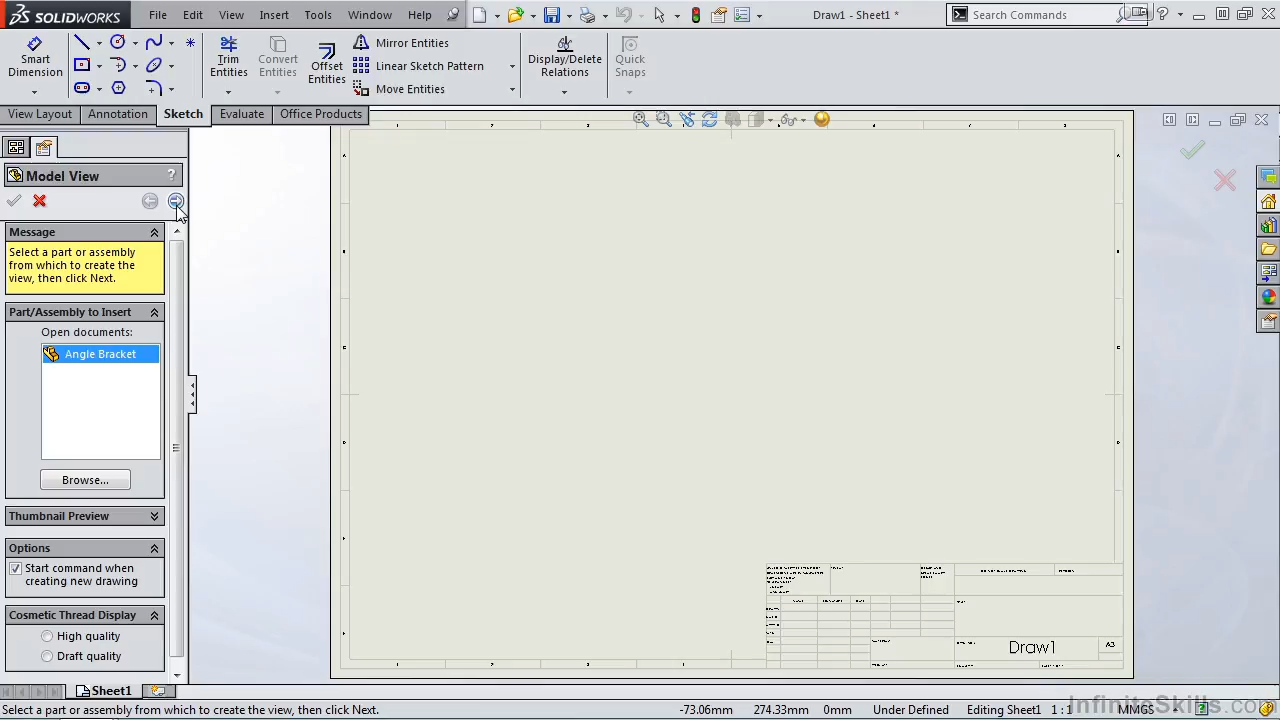 SOLIDWORKS File Edit View Insert Tools Window Help Draw1 - Sheet1 * Search Commands ?
Smart Dimension
Trim Entities
Convert Entities
Offset Entities
Mirror Entities
Linear Sketch Pattern
Move Entities
Display/Delete Relations
Quick Snaps
View Layout Annotation Sketch Evaluate Office Products
Model View ?
Message
Select a part or assembly
from which to create the
view, then click Next.
Part/Assembly to Insert
Open documents:
Angle Bracket
Browse...
Thumbnail Preview
Options
Start command when
creating new drawing
Cosmetic Thread Display
High quality
Draft quality
Draw1
A3
Sheet1
InfiniteSkills.com
Select a part or assembly from which to create the view, then click Next. -73.06mm 274.33mm 0mm Under Defined Editing Sheet1 1 : 1 MMGS ?